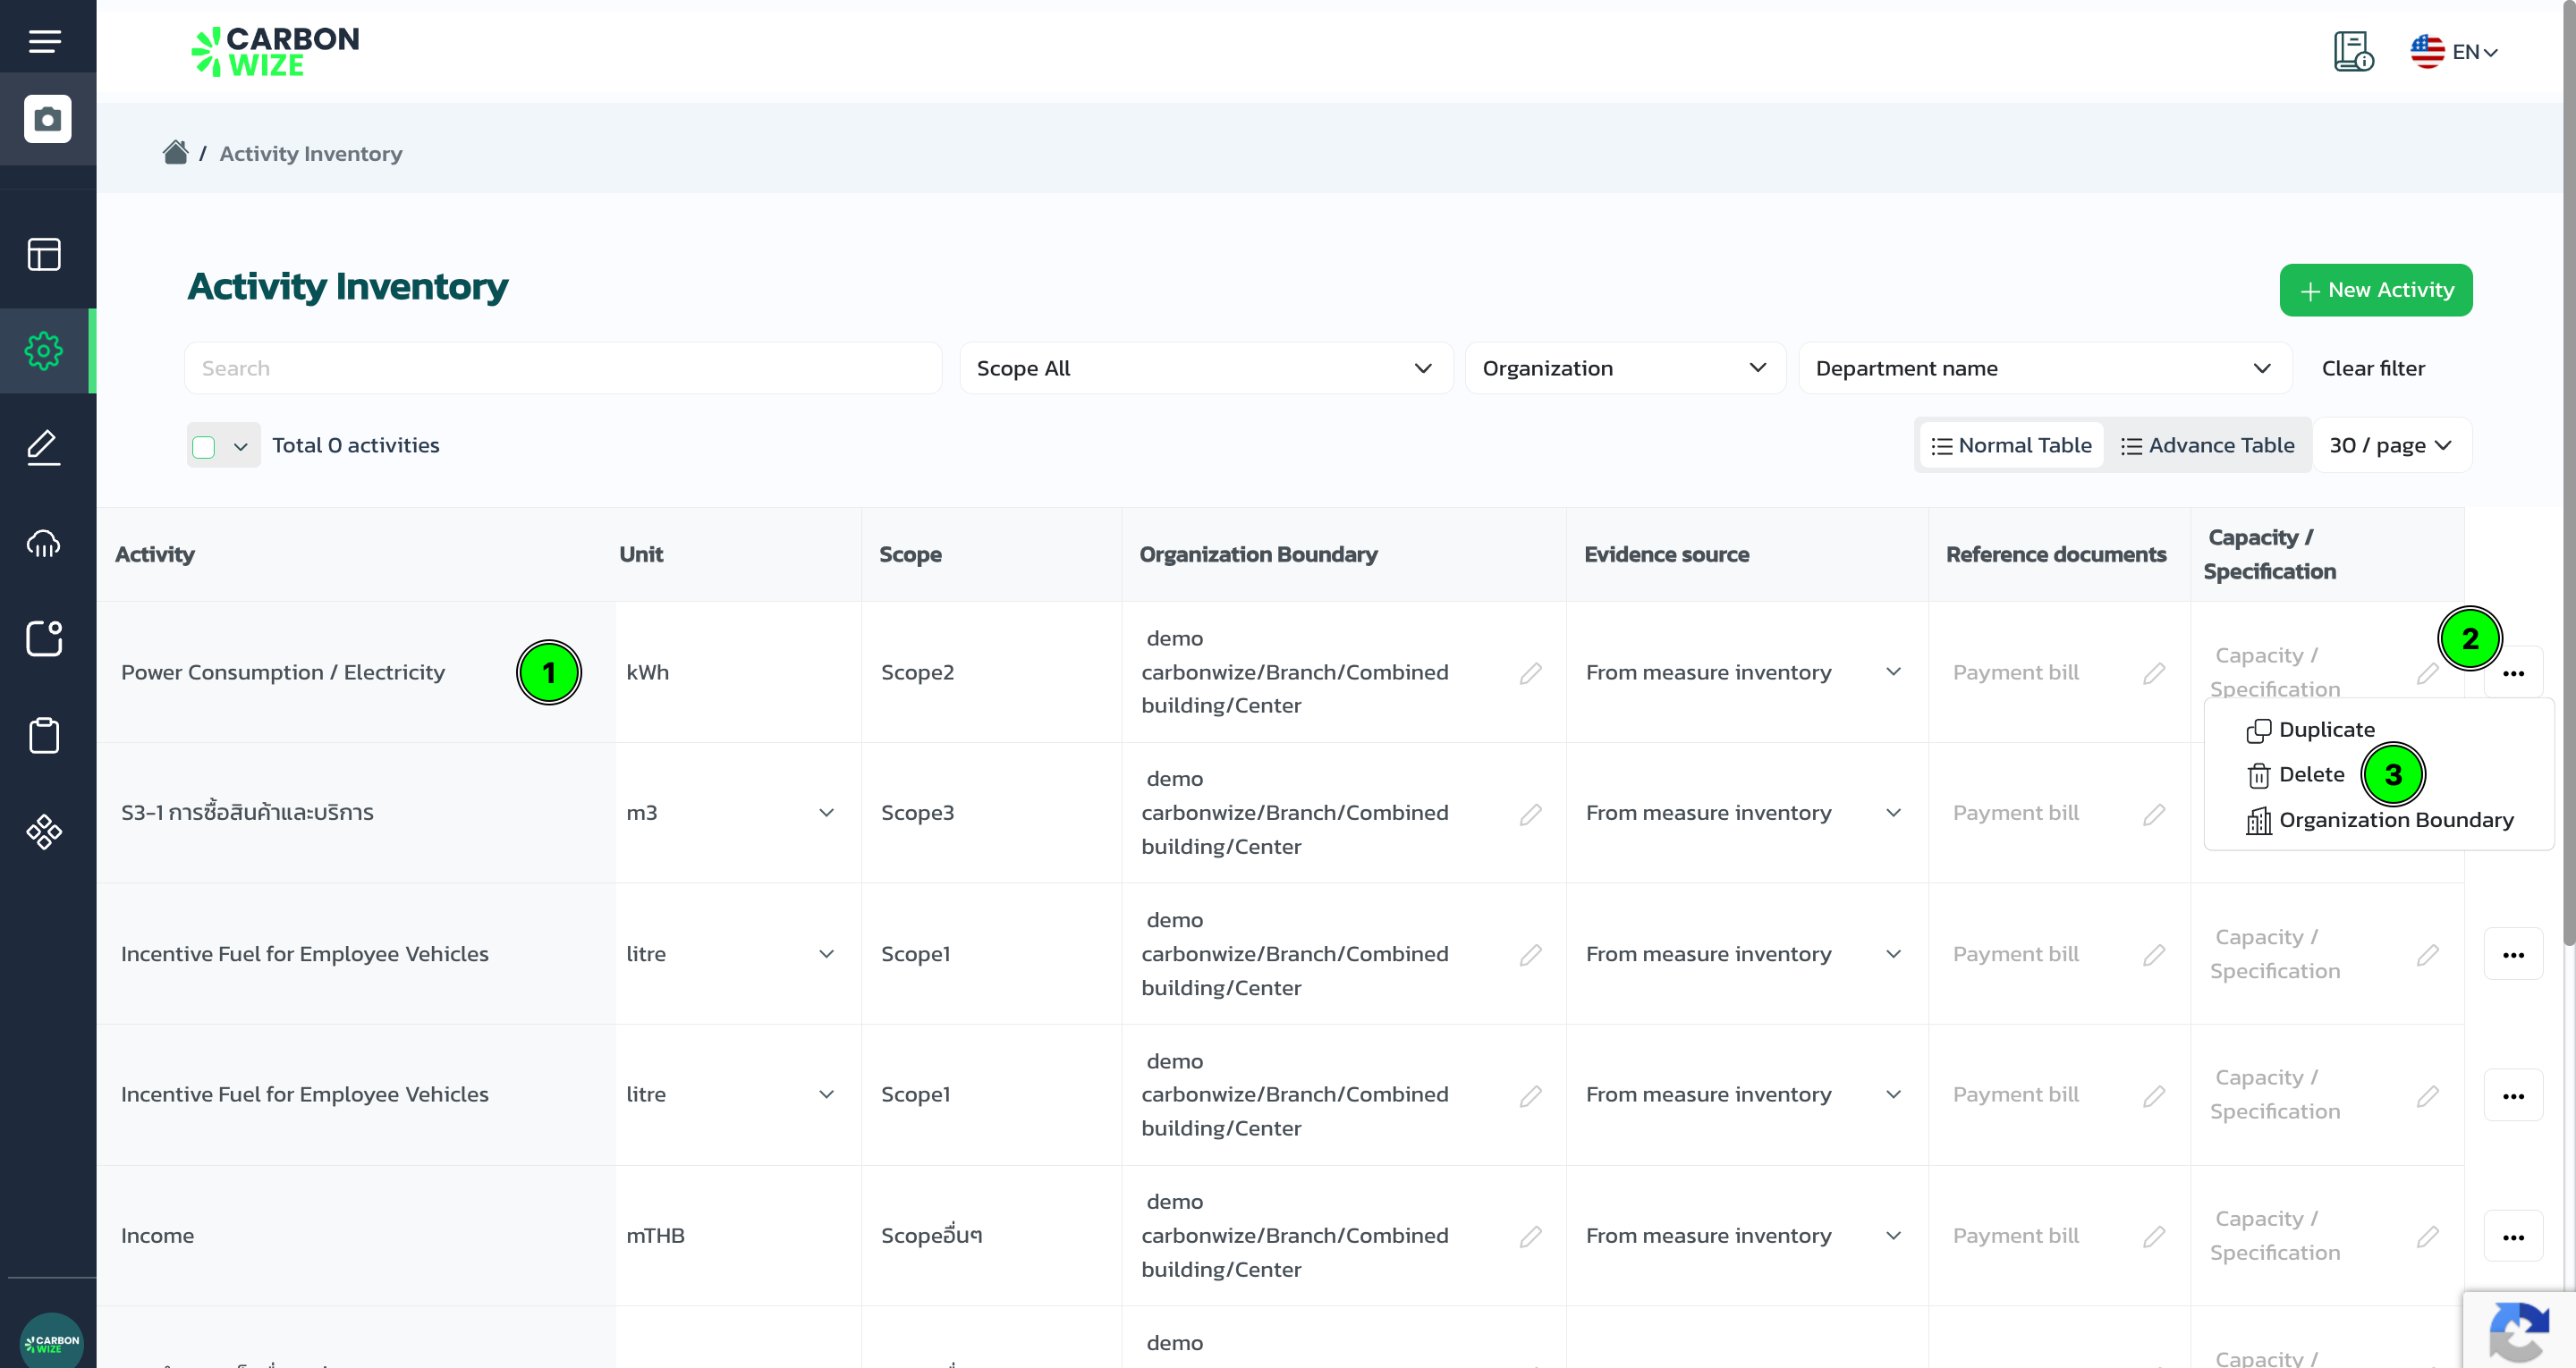 CARBON
WIZE
EN
/ Activity Inventory
Activity Inventory
New Activity
Search
Scope All
Organization
Department name
Clear filter
Total 0 activities
Normal Table
Advance Table
30 / page
Activity
Unit
Scope
Organization Boundary
Evidence source
Reference documents
Capacity /
Specification
Power Consumption / Electricity
1
kWh
Scope2
demo
carbonwize/Branch/Combined
building/Center
From measure inventory
Payment bill
Capacity /
Specification
2
Duplicate
Delete
3
Organization Boundary
S3-1 การซื้อสินค้าและบริการ
m3
Scope3
demo
carbonwize/Branch/Combined
building/Center
From measure inventory
Payment bill
Incentive Fuel for Employee Vehicles
litre
Scope1
demo
carbonwize/Branch/Combined
building/Center
From measure inventory
Payment bill
Capacity /
Specification
Incentive Fuel for Employee Vehicles
litre
Scope1
demo
carbonwize/Branch/Combined
building/Center
From measure inventory
Payment bill
Capacity /
Specification
Income
mTHB
Scopeอื่นๆ
demo
carbonwize/Branch/Combined
building/Center
From measure inventory
Payment bill
Capacity /
Specification
demo
Capacity /
CARBON
WIZE